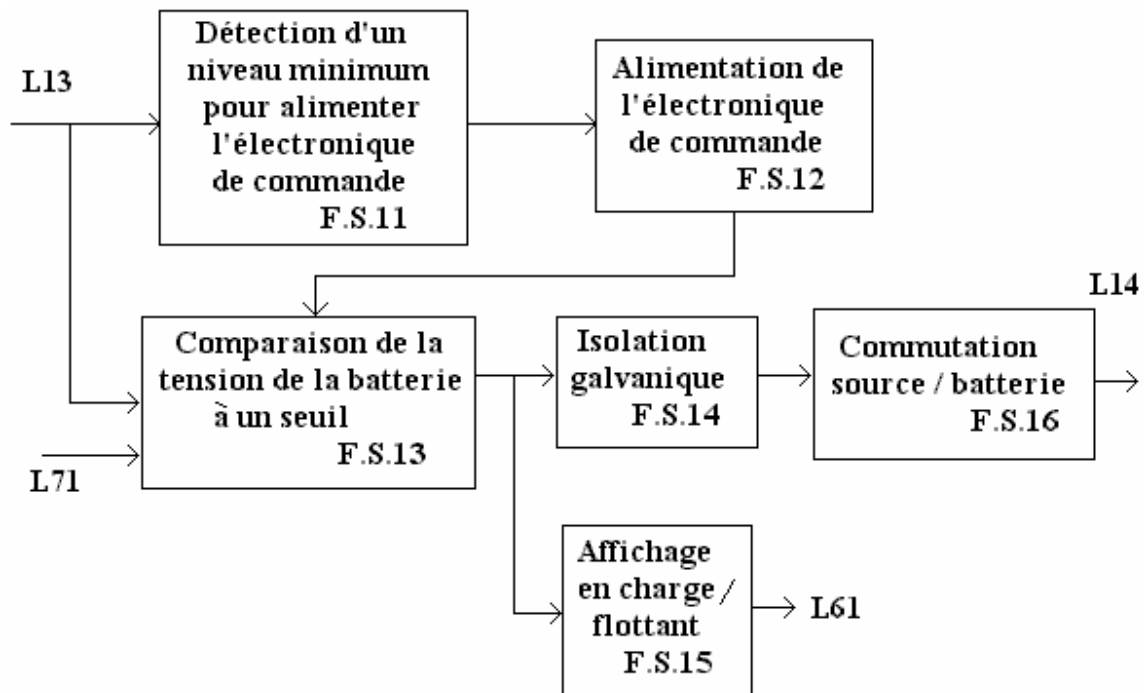 L13
Détection d'un
niveau minimum
pour alimenter
l'électronique
de commande
F.S.11
Alimentation de
l'électronique
de commande
F.S.12
L71
Comparaison de la
tension de la batterie
à un seuil
F.S.13
Isolation
galvanique
F.S.14
Commutation
source / batterie
F.S.16
L14
Affichage
en charge /
flottant
F.S.15
L61